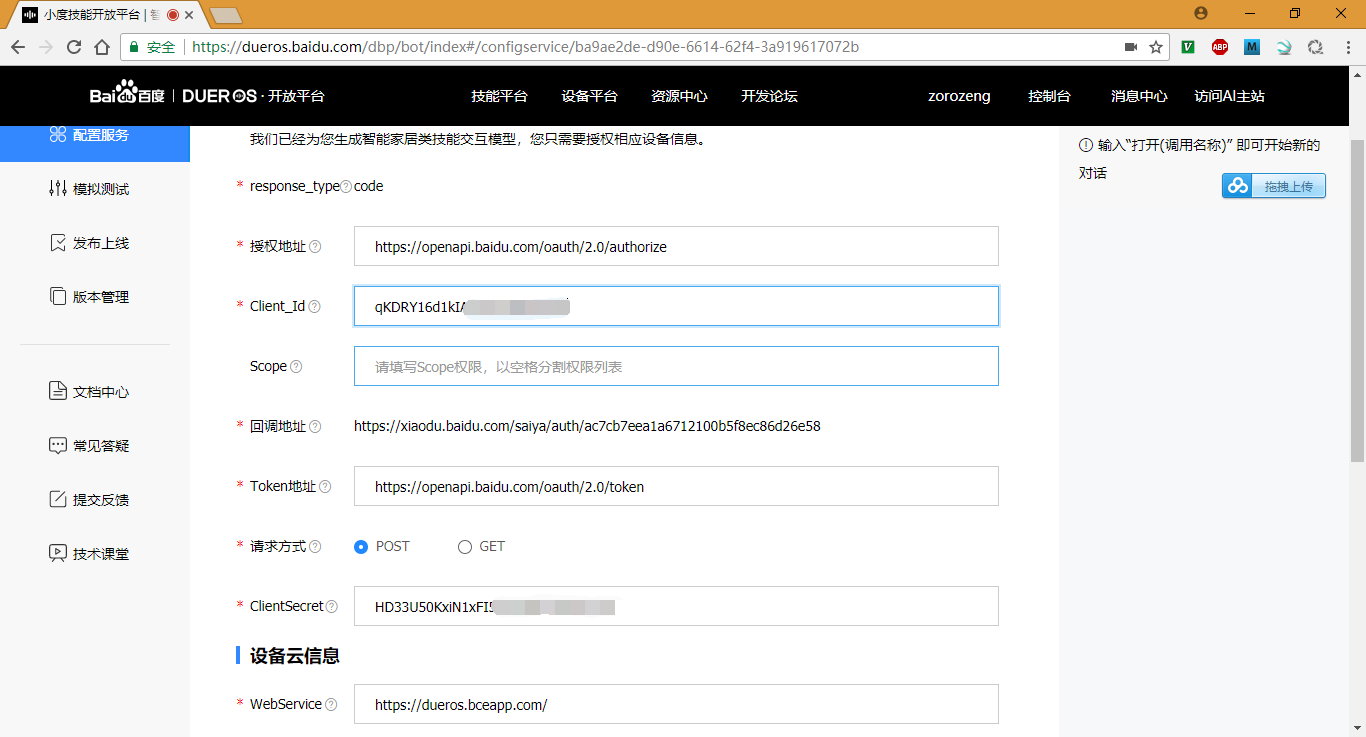 小度技能开放平台 | 智
安全 https://dueros.baidu.com/dbp/bot/index#/configservice/ba9ae2de-d90e-6614-62f4-3a919617072b
V ABP M
Bai du 百度 | DUER OS · 开放平台 技能平台 设备平台 资源中心 开发论坛 zorozeng 控制台 消息中心 访问AI主站
配置服务
模拟测试
发布上线
版本管理
文档中心
常见答疑
提交反馈
技术课堂
我们已经为您生成智能家居类技能交互模型，您只需要授权相应设备信息。
* response_type? code
* 授权地址? https://openapi.baidu.com/oauth/2.0/authorize
* Client_Id? qKDRY16d1kI
Scope? 请填写Scope权限，以空格分割权限列表
* 回调地址? https://xiaodu.baidu.com/saiya/auth/ac7cb7eea1a6712100b5f8ec86d26e58
* Token地址? https://openapi.baidu.com/oauth/2.0/token
* 请求方式? POST GET
* ClientSecret? HD33U50KxiN1xFI
设备云信息
* WebService? https://dueros.bceapp.com/
输入“打开(调用名称)” 即可开始新的
对话
拖拽上传